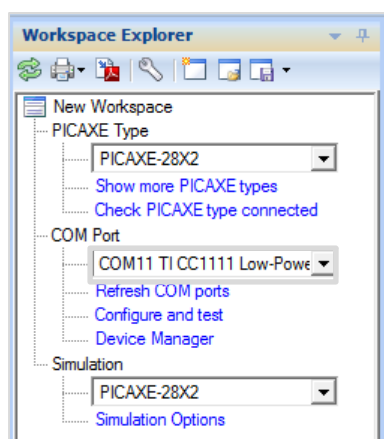 Workspace Explorer
New Workspace
PICAXE Type
PICAXE-28X2
Show more PICAXE types
Check PICAXE type connected
COM Port
COM11 TI CC1111 Low-Powe
Refresh COM ports
Configure and test
Device Manager
Simulation
PICAXE-28X2
Simulation Options